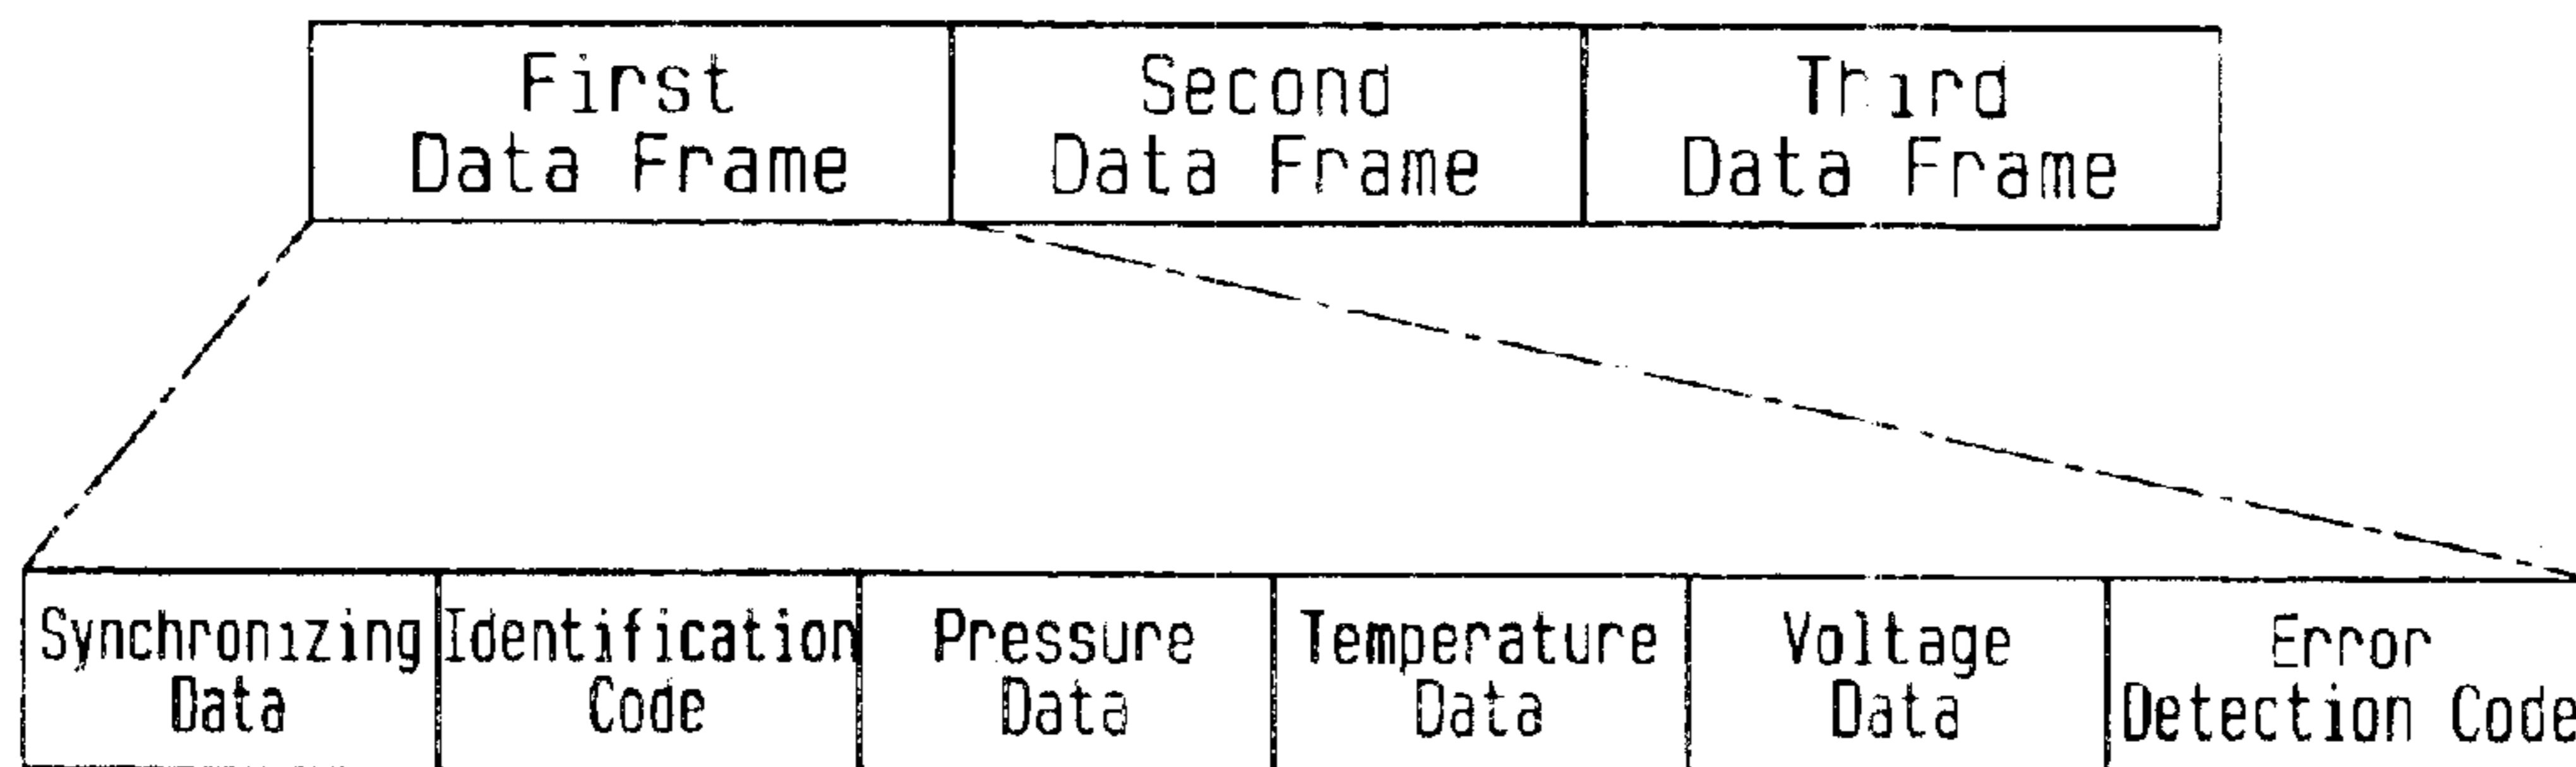 First
Data Frame
Second
Data Frame
Third
Data Frame
Synchronizing
Data
Identification
Code
Pressure
Data
Temperature
Data
Voltage
Data
Error
Detection Code